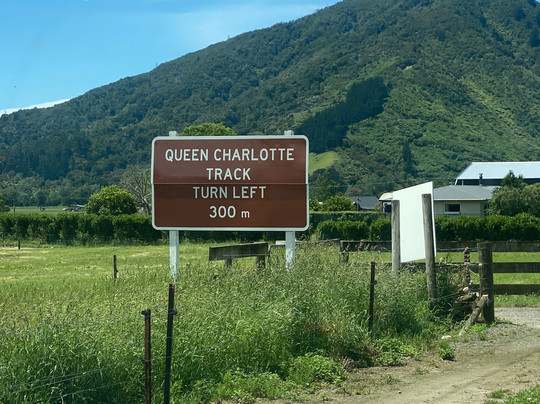 QUEEN CHARLOTTE
TRACK
TURN LEFT
300 m